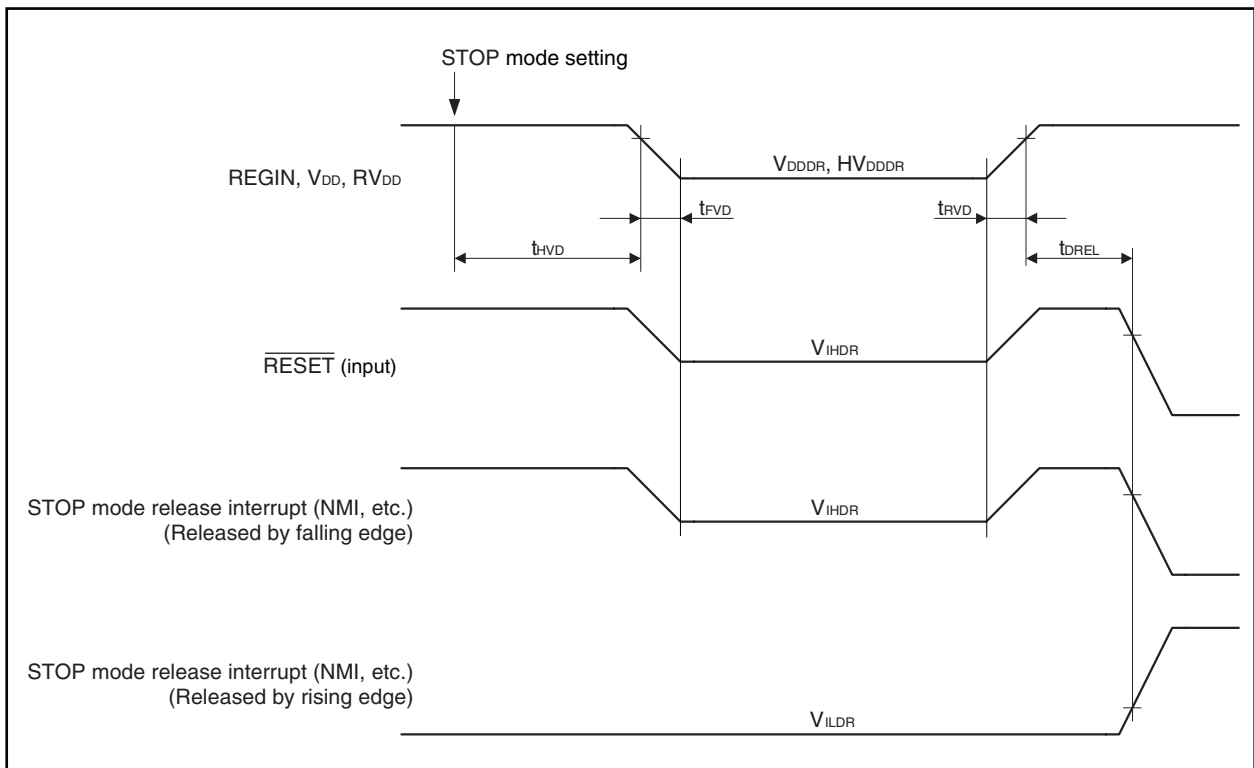 STOP mode setting
REGIN, VDD, RVDD
VDDDR, HVDDDR
tFVD
tRVD
tHVD
tDREL
RESET (input)
VIHDR
STOP mode release interrupt (NMI, etc.)
(Released by falling edge)
VIHDR
STOP mode release interrupt (NMI, etc.)
(Released by rising edge)
VILDR